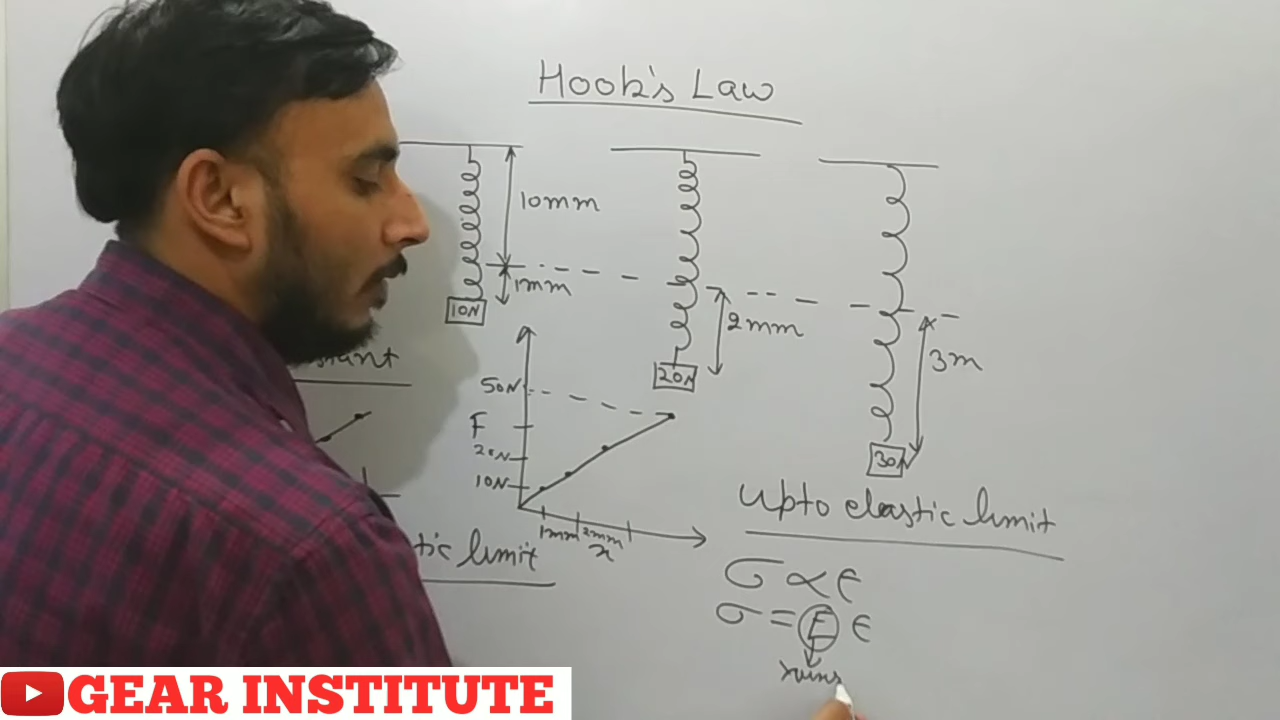 Hook's Law
10mm
1mm
10N
2mm
20N
3m
30N
50N
F
20N
10N
1mm 2mm
x
Upto elastic limit
tic limit
σ ∝ ϵ
σ = E ϵ
GEAR INSTITUTE